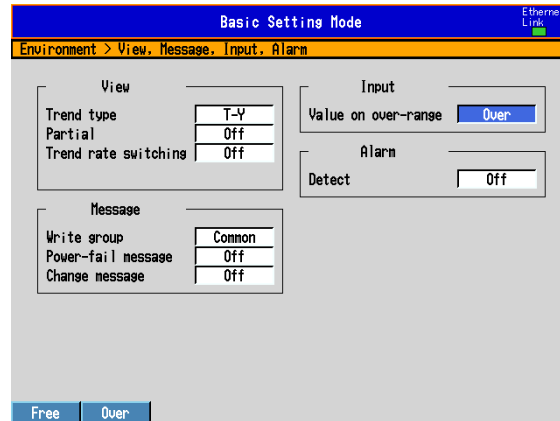 Basic Setting Mode
Etherne
Link
Environment > View, Message, Input, Alarm
View
Trend type T-Y
Partial Off
Trend rate switching Off
Message
Write group Common
Power-fail message Off
Change message Off
Input
Value on over-range Over
Alarm
Detect Off
Free Over